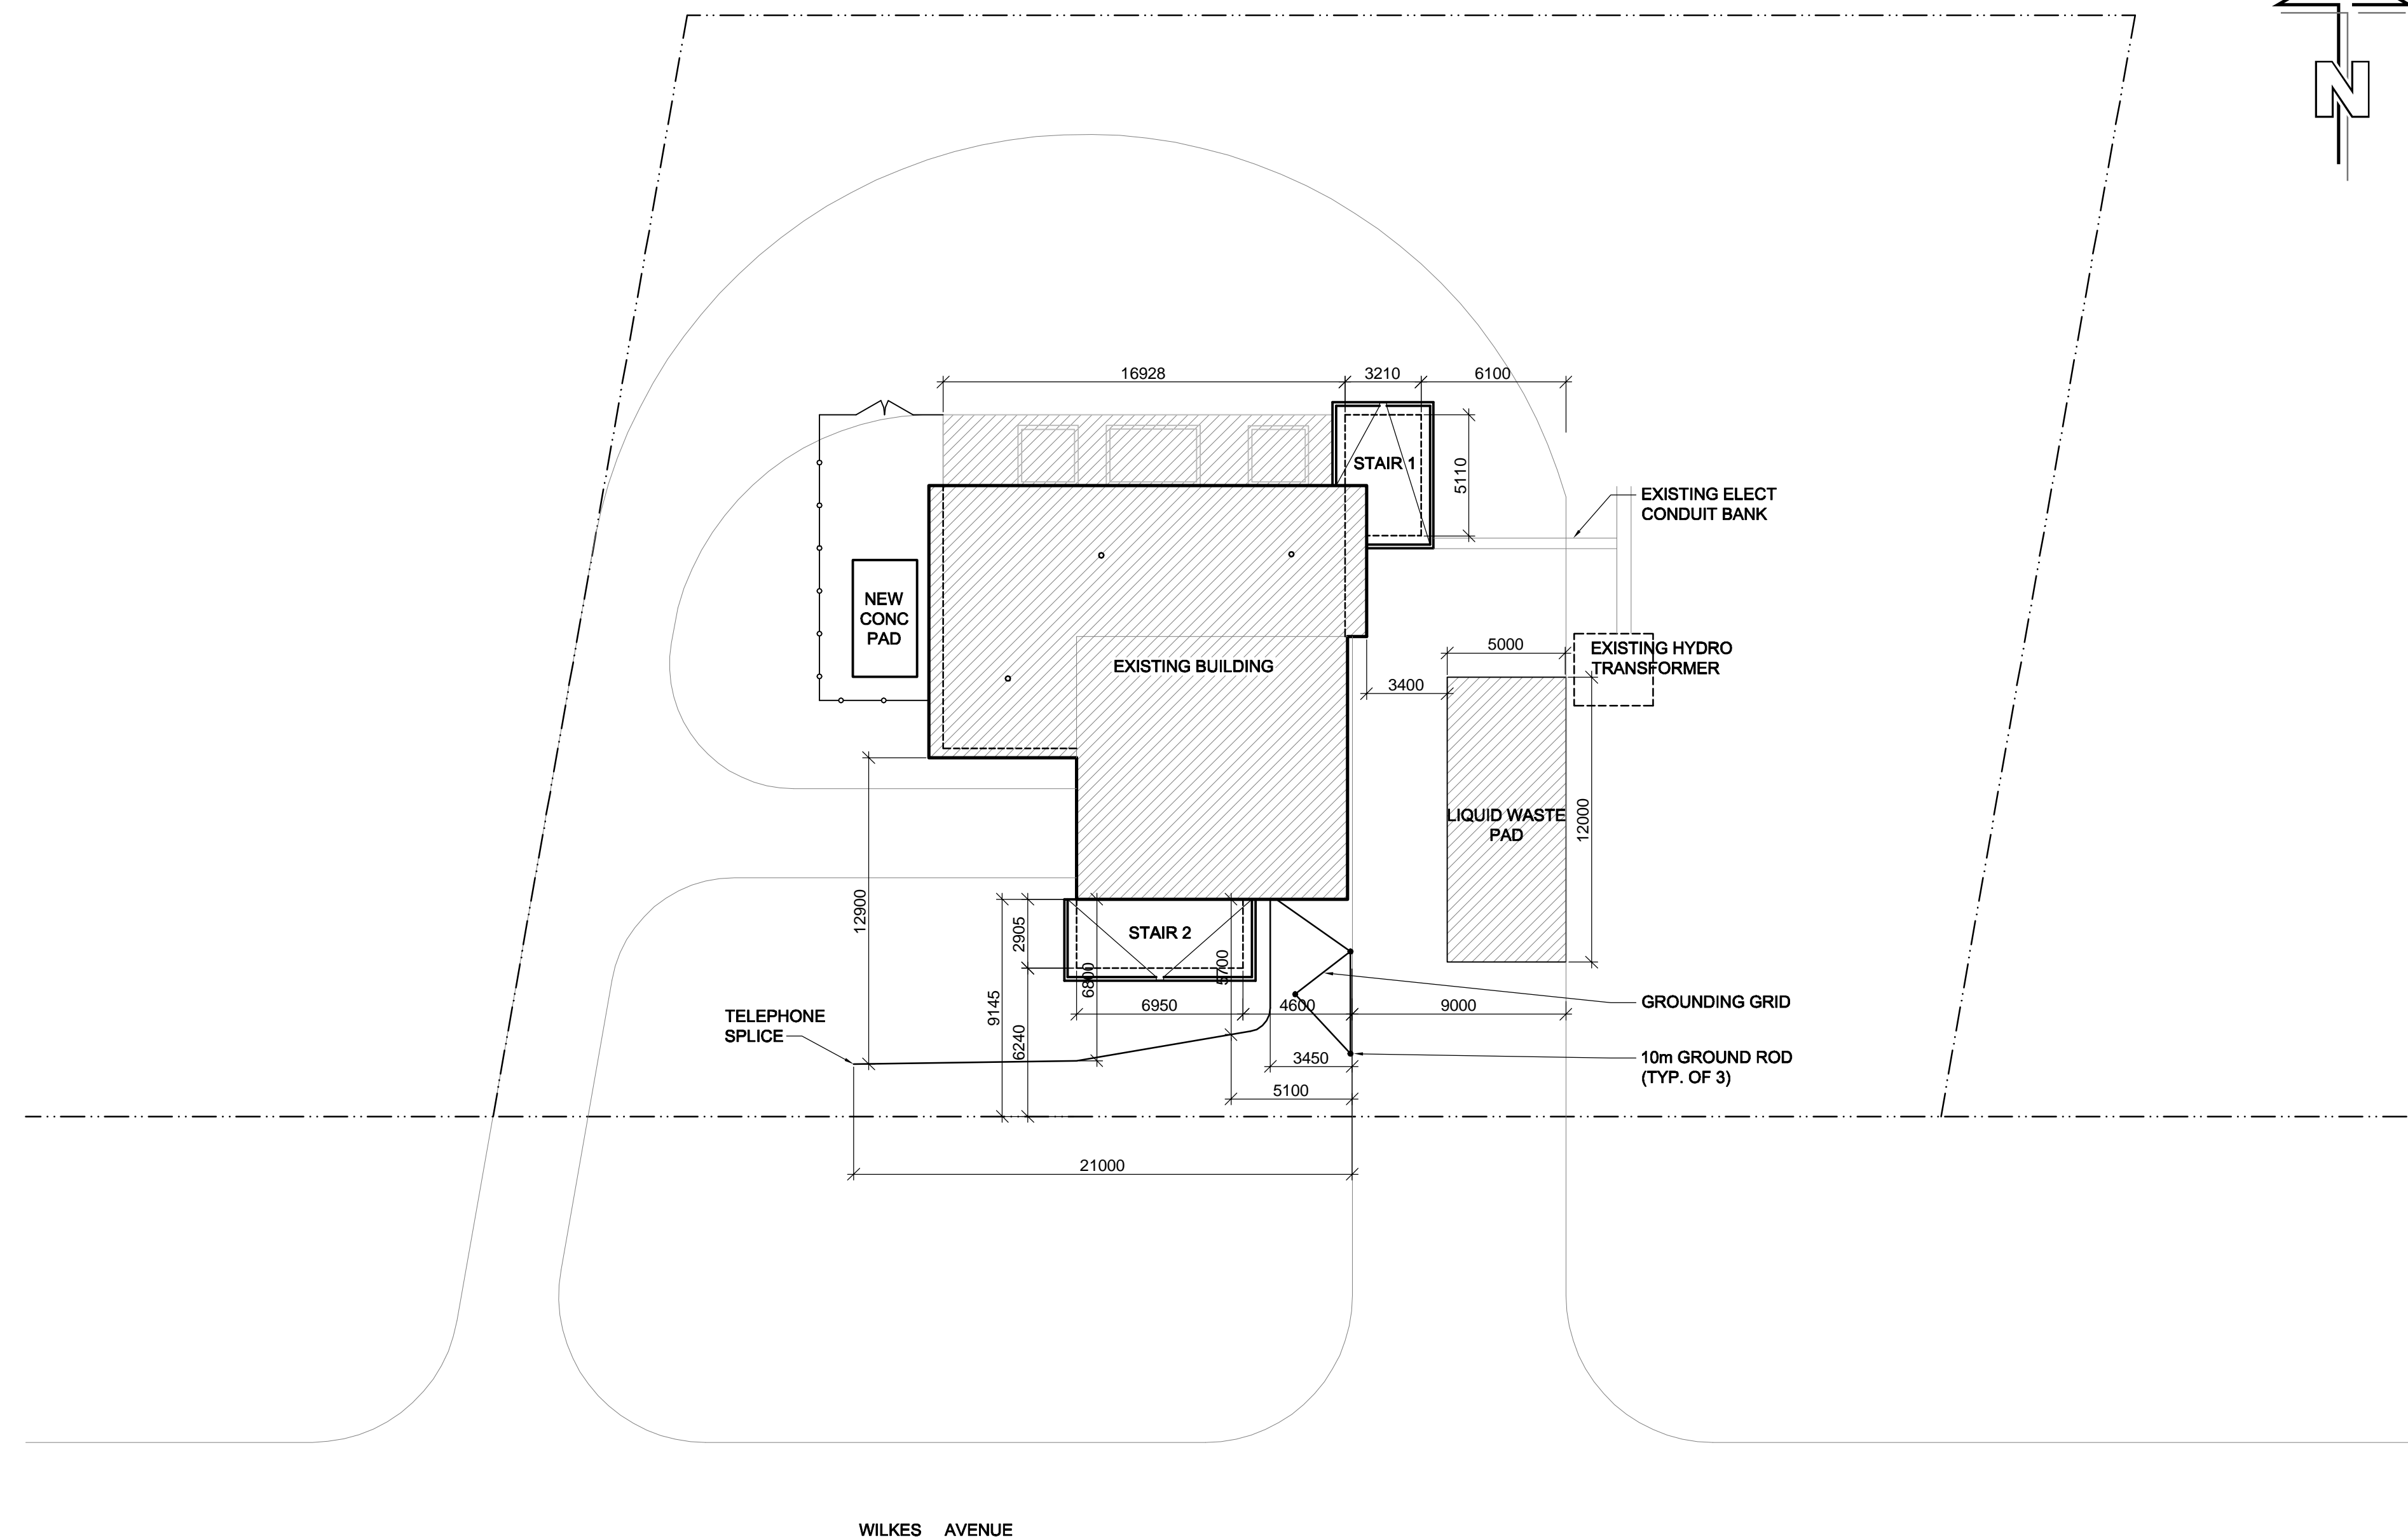 N
16928
3210
6100
STAIR 1
5110
EXISTING ELECT
CONDUIT BANK
NEW
CONC
PAD
EXISTING BUILDING
5000
EXISTING HYDRO
TRANSFORMER
3400
LIQUID WASTE
PAD
12000
12900
2905
STAIR 2
6800
5700
9145
6240
6950
4600
9000
GROUNDING GRID
TELEPHONE
SPLICE
3450
10m GROUND ROD
(TYP. OF 3)
5100
21000
WILKES AVENUE